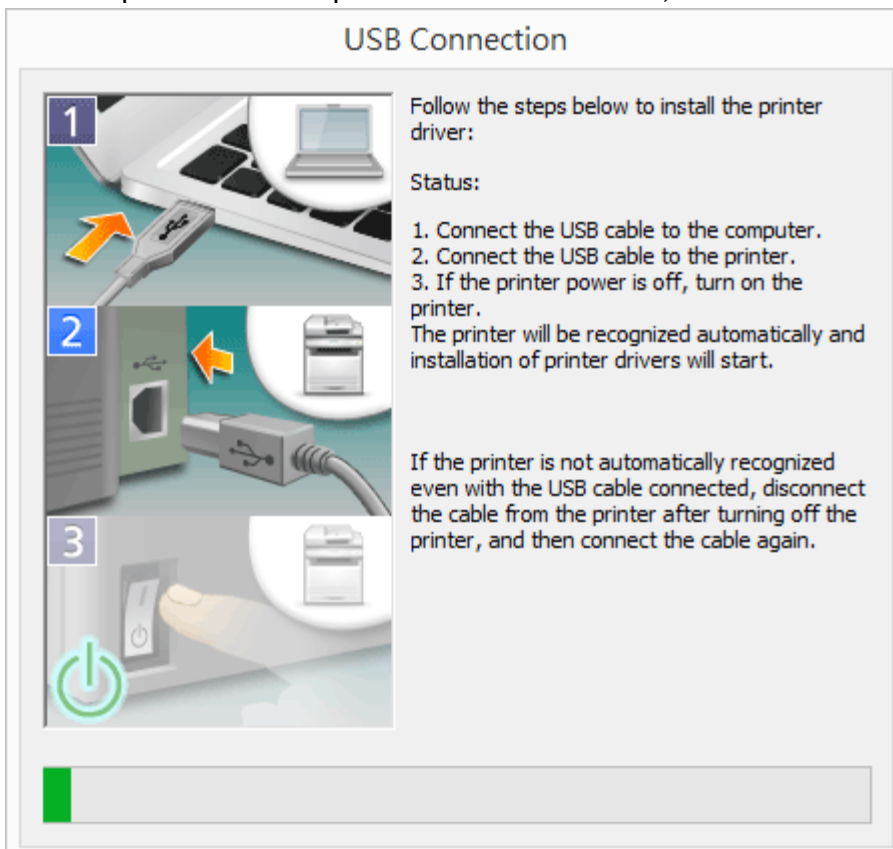 USB Connection
1
Follow the steps below to install the printer
driver:
Status:
1. Connect the USB cable to the computer.
2. Connect the USB cable to the printer.
3. If the printer power is off, turn on the
printer.
The printer will be recognized automatically and
installation of printer drivers will start.
2
If the printer is not automatically recognized
even with the USB cable connected, disconnect
the cable from the printer after turning off the
printer, and then connect the cable again.
3